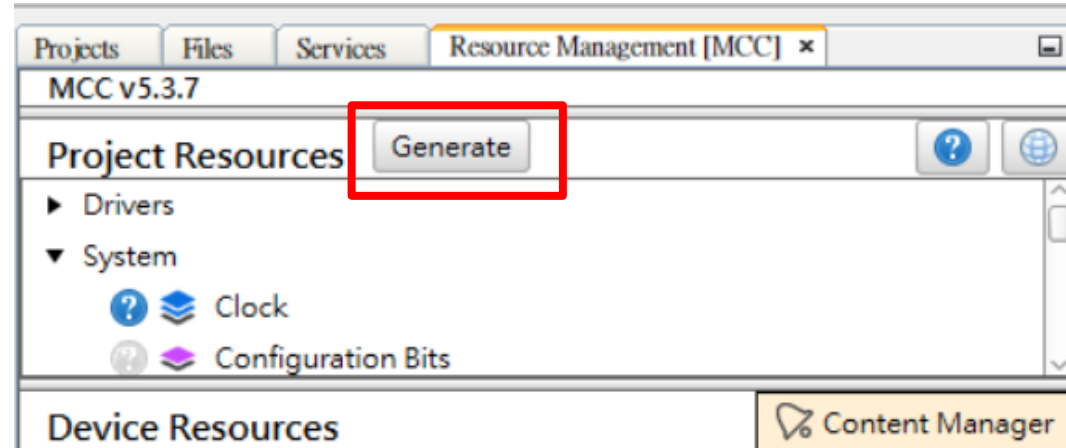 Projects Files Services Resource Management [MCC] ×
MCC v5.3.7
Project Resources Generate
Drivers
System
Clock
Configuration Bits
Device Resources Content Manager